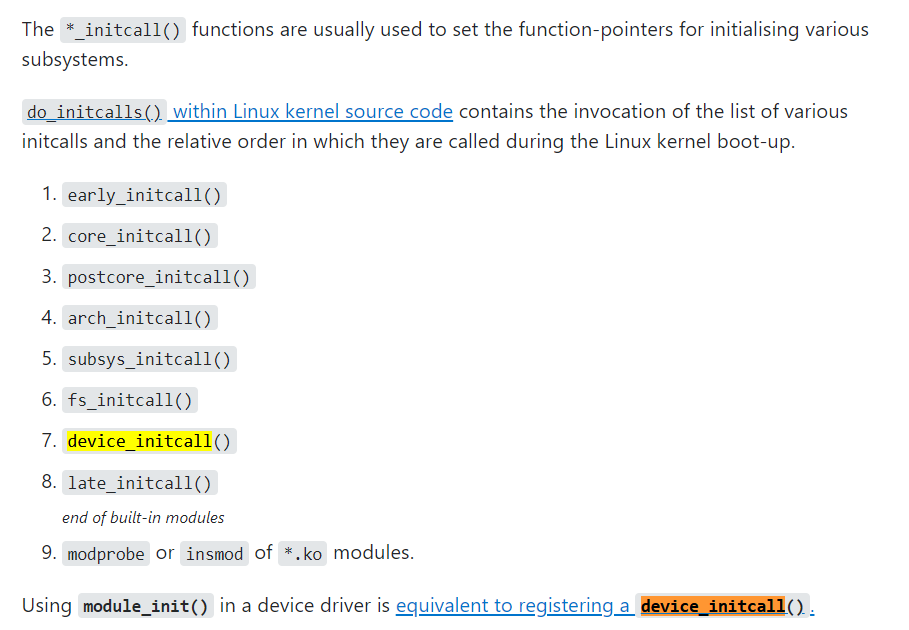 The *_initcall() functions are usually used to set the function-pointers for initialising various
subsystems.
do_initcalls() within Linux kernel source code contains the invocation of the list of various
initcalls and the relative order in which they are called during the Linux kernel boot-up.
1. early_initcall()
2. core_initcall()
3. postcore_initcall()
4. arch_initcall()
5. subsys_initcall()
6. fs_initcall()
7. device_initcall()
8. late_initcall()
end of built-in modules
9. modprobe or insmod of *.ko modules.
Using module_init() in a device driver is equivalent to registering a device_initcall().